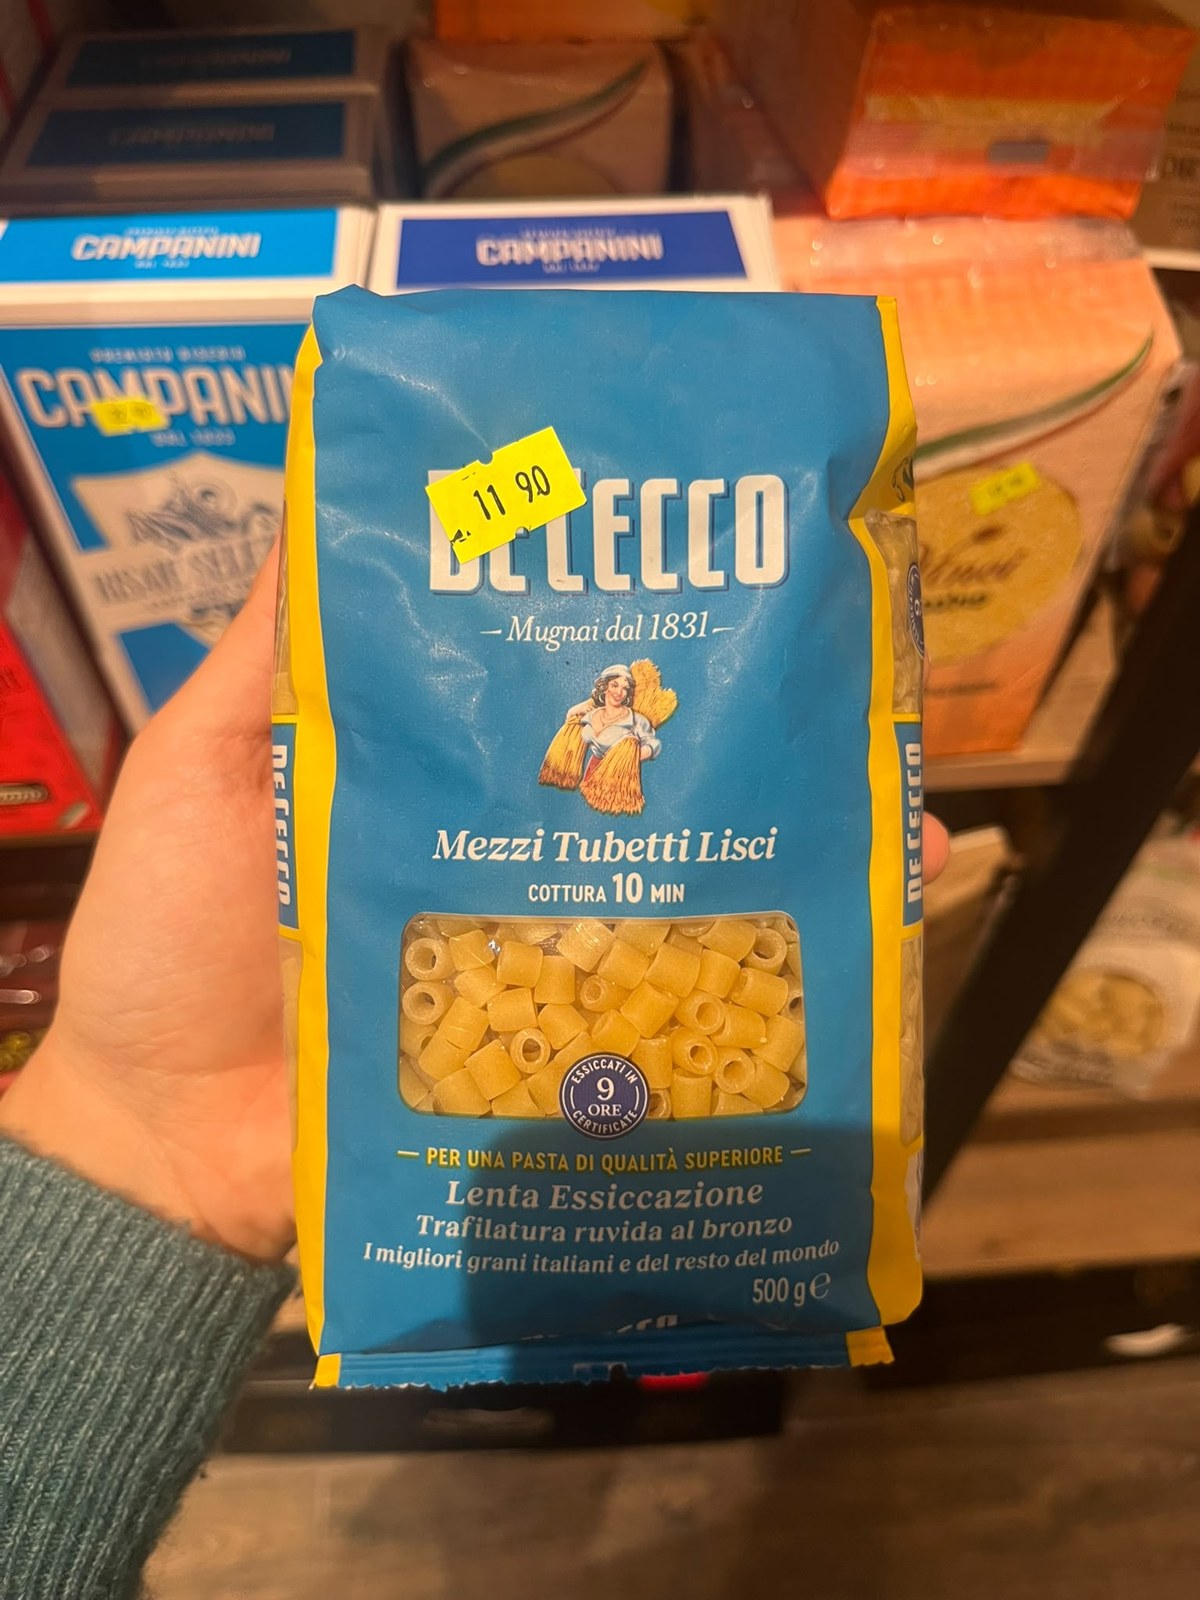 CAMPANINI
CAMPANINI
CAMPANINI
CAMPANINI
DAL 1833
11 90
DE CECCO
Mugnai dal 1831
Mezzi Tubetti Lisci
COTTURA 10 MIN
DE CECCO
DE CECCO
ESSICCATI IN
9
ORE
CERTIFICATE
PER UNA PASTA DI QUALITÀ SUPERIORE
Lenta Essiccazione
Trafilatura ruvida al bronzo
I migliori grani italiani e del resto del mondo
500 g e